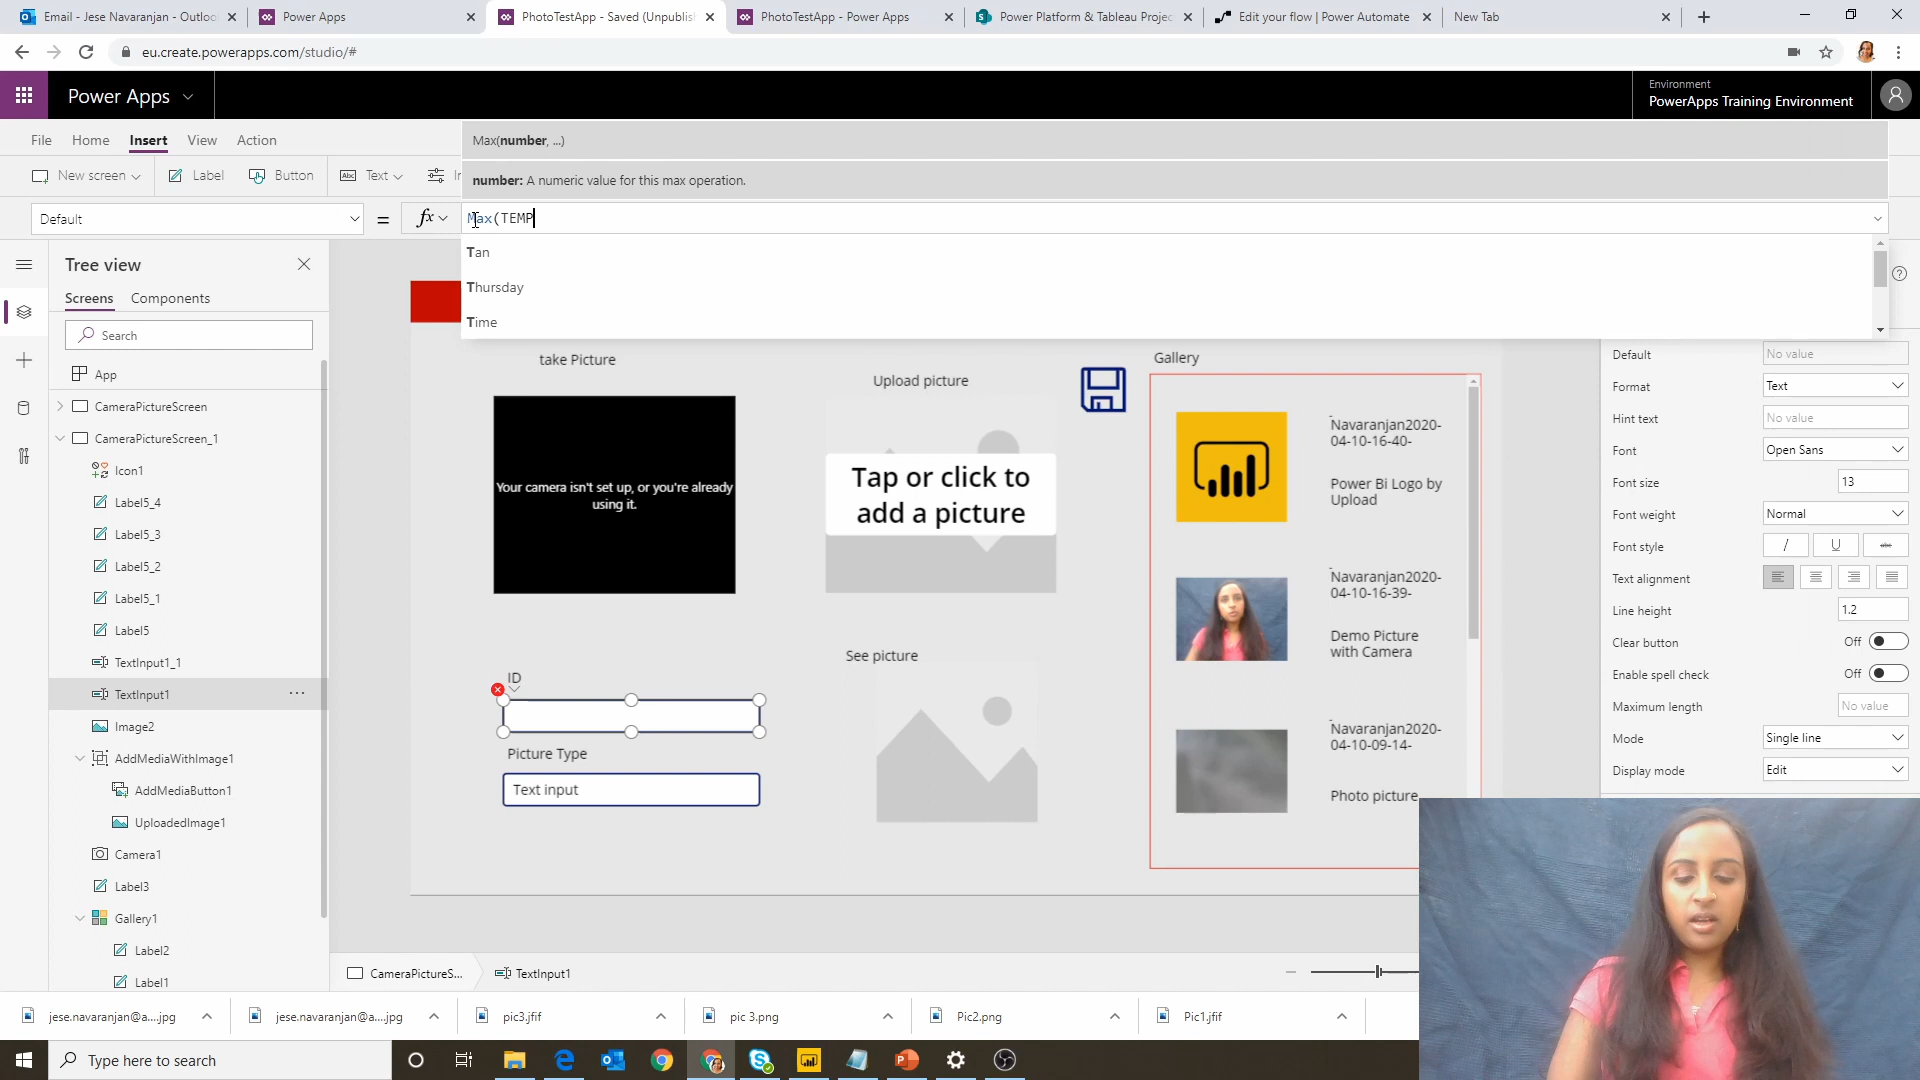 Email - Jese Navaranjan - Outloo
Power Apps
PhotoTestApp - Saved (Unpublis
PhotoTestApp - Power Apps
Power Platform & Tableau Projec
Edit your flow | Power Automate
New Tab
eu.create.powerapps.com/studio/#
Power Apps
Environment
PowerApps Training Environment
File
Home
Insert
View
Action
Max(number, ...)
New screen
Label
Button
Text
In
number: A numeric value for this max operation.
Default
=
fx
Max(TEMP
Tan
Thursday
Time
Tree view
Screens
Components
Search
App
CameraPictureScreen
CameraPictureScreen_1
Icon1
Label5_4
Label5_3
Label5_2
Label5_1
Label5
TextInput1_1
TextInput1
Image2
AddMediaWithImage1
AddMediaButton1
UploadedImage1
Camera1
Label3
Gallery1
Label2
Label1
take Picture
Your camera isn't set up, or you're already
using it.
Upload picture
Tap or click to
add a picture
Gallery
Navaranjan2020-
04-10-16-40-
Power Bi Logo by
Upload
Navaranjan2020-
04-10-16-39-
Demo Picture
with Camera
Navaranjan2020-
04-10-09-14-
Photo picture
ID
Picture Type
Text input
See picture
Default
No value
Format
Text
Hint text
No value
Font
Open Sans
Font size
13
Font weight
Normal
Font style
/ U abc
Text alignment
Line height
1.2
Clear button
Off
Enable spell check
Off
Maximum length
No value
Mode
Single line
Display mode
Edit
CameraPictureS...
TextInput1
jese.navaranjan@a....jpg
jese.navaranjan@a....jpg
pic3.jfif
pic 3.png
Pic2.png
Pic1.jfif
Type here to search